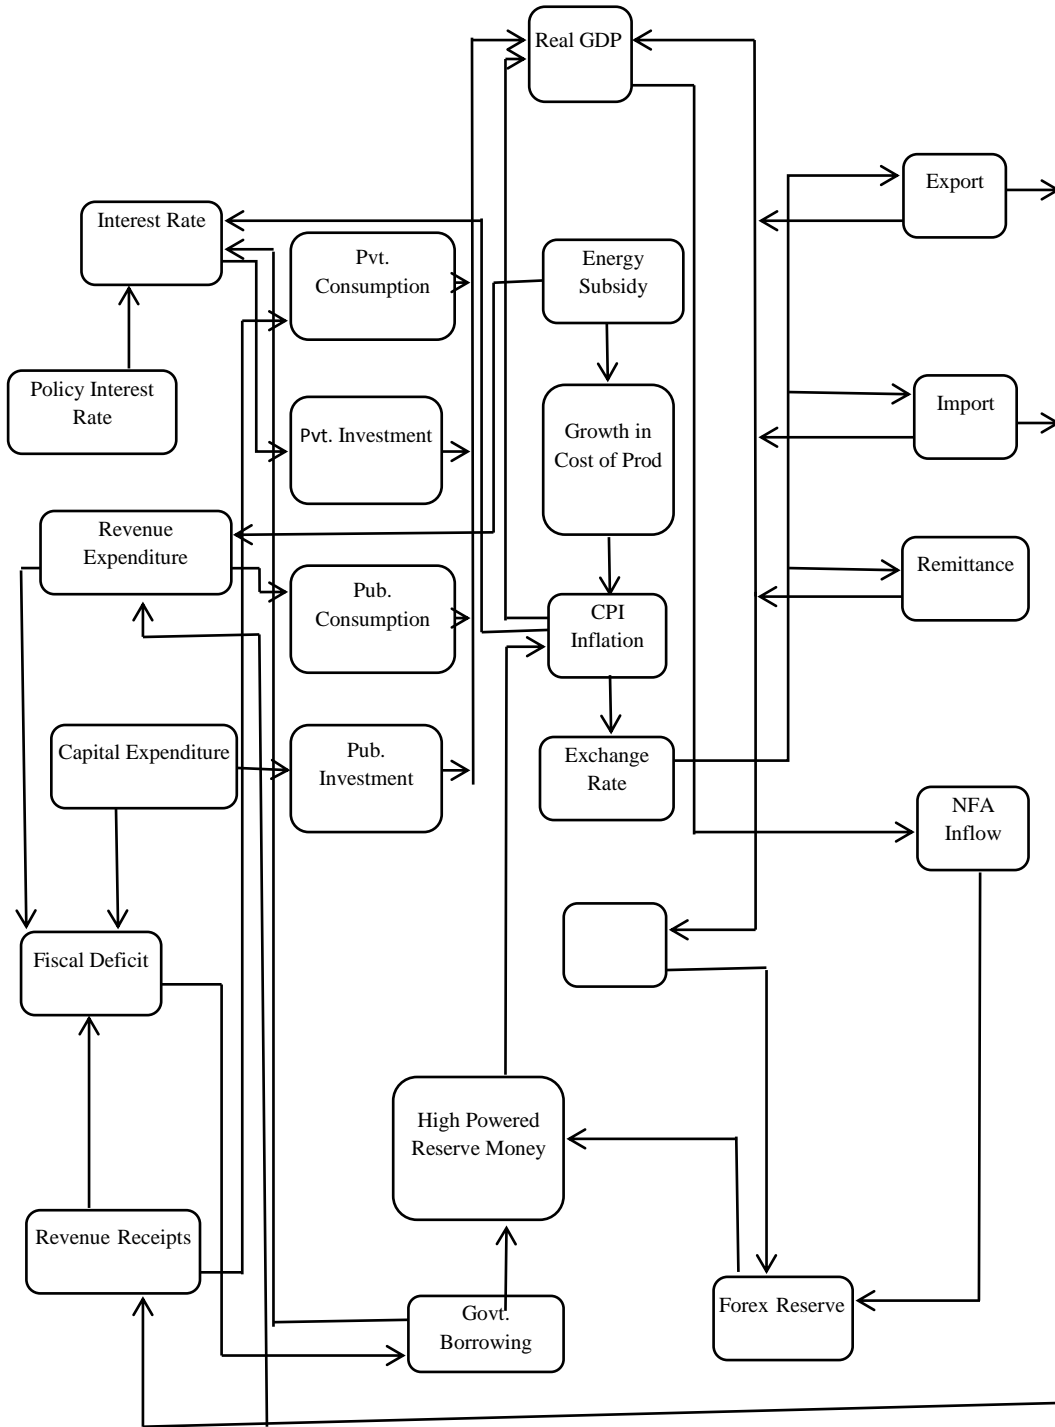 Real GDP
Export
Interest Rate
Pvt.
Consumption
Energy
Subsidy
Policy Interest
Rate
Import
Pvt. Investment
Growth in
Cost of Prod
Revenue
Expenditure
Remittance
Pub.
Consumption
CPI
Inflation
Capital Expenditure
Pub.
Investment
Exchange
Rate
NFA
Inflow
Fiscal Deficit
High Powered
Reserve Money
Revenue Receipts
Govt.
Borrowing
Forex Reserve